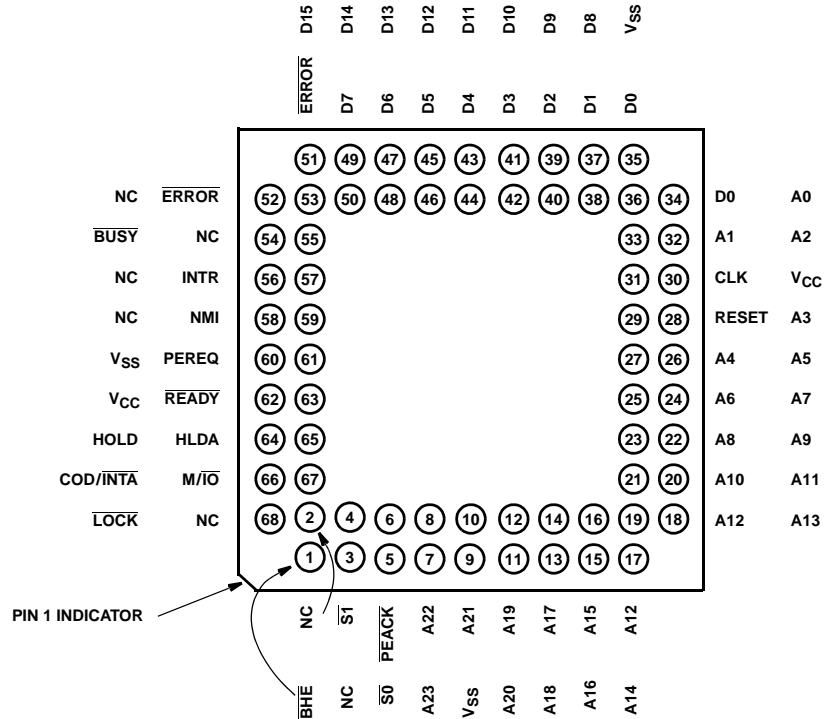 D15 D14 D13 D12 D11 D10 D9 D8 VSS
ERROR D7 D6 D5 D4 D3 D2 D1 D0
51 49 47 45 43 41 39 37 35
NC ERROR 52 53 50 48 46 44 42 40 38 36 34 D0 A0
BUSY NC 54 55 33 32 A1 A2
NC INTR 56 57 31 30 CLK VCC
NC NMI 58 59 29 28 RESET A3
VSS PEREQ 60 61 27 26 A4 A5
VCC READY 62 63 25 24 A6 A7
HOLD HLDA 64 65 23 22 A8 A9
COD/INTA M/IO 66 67 21 20 A10 A11
LOCK NC 68 2 4 6 8 10 12 14 16 19 18 A12 A13
1 3 5 7 9 11 13 15 17
PIN 1 INDICATOR
NC S1 PEACK A22 A21 A19 A17 A15 A12
BHE NC S0 A23 VSS A20 A18 A16 A14